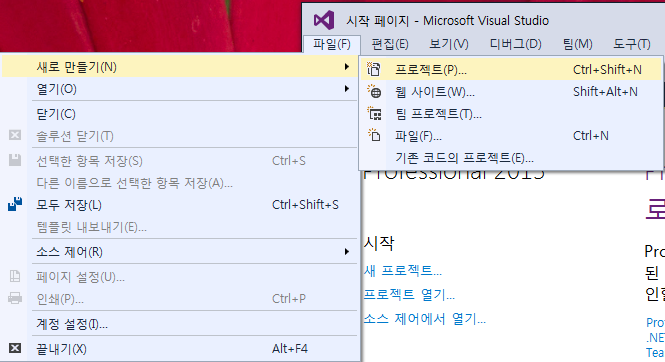 시작 페이지 - Microsoft Visual Studio
파일(F) 편집(E) 보기(V) 디버그(D) 팀(M) 도구(T)
새로 만들기(N)
열기(O)
닫기(C)
솔루션 닫기(T)
선택한 항목 저장(S) Ctrl+S
다른 이름으로 선택한 항목 저장(A)...
모두 저장(L) Ctrl+Shift+S
템플릿 내보내기(E)...
소스 제어(R)
페이지 설정(U)...
인쇄(P)... Ctrl+P
계정 설정(I)...
끝내기(X) Alt+F4
프로젝트(P)... Ctrl+Shift+N
웹 사이트(W)... Shift+Alt+N
팀 프로젝트(T)...
파일(F)... Ctrl+N
기존 코드의 프로젝트(E)...
Professional 2015
시작
새 프로젝트...
프로젝트 열기...
소스 제어에서 열기...
로
Pro
된
인할
Prof
.NET
Tea